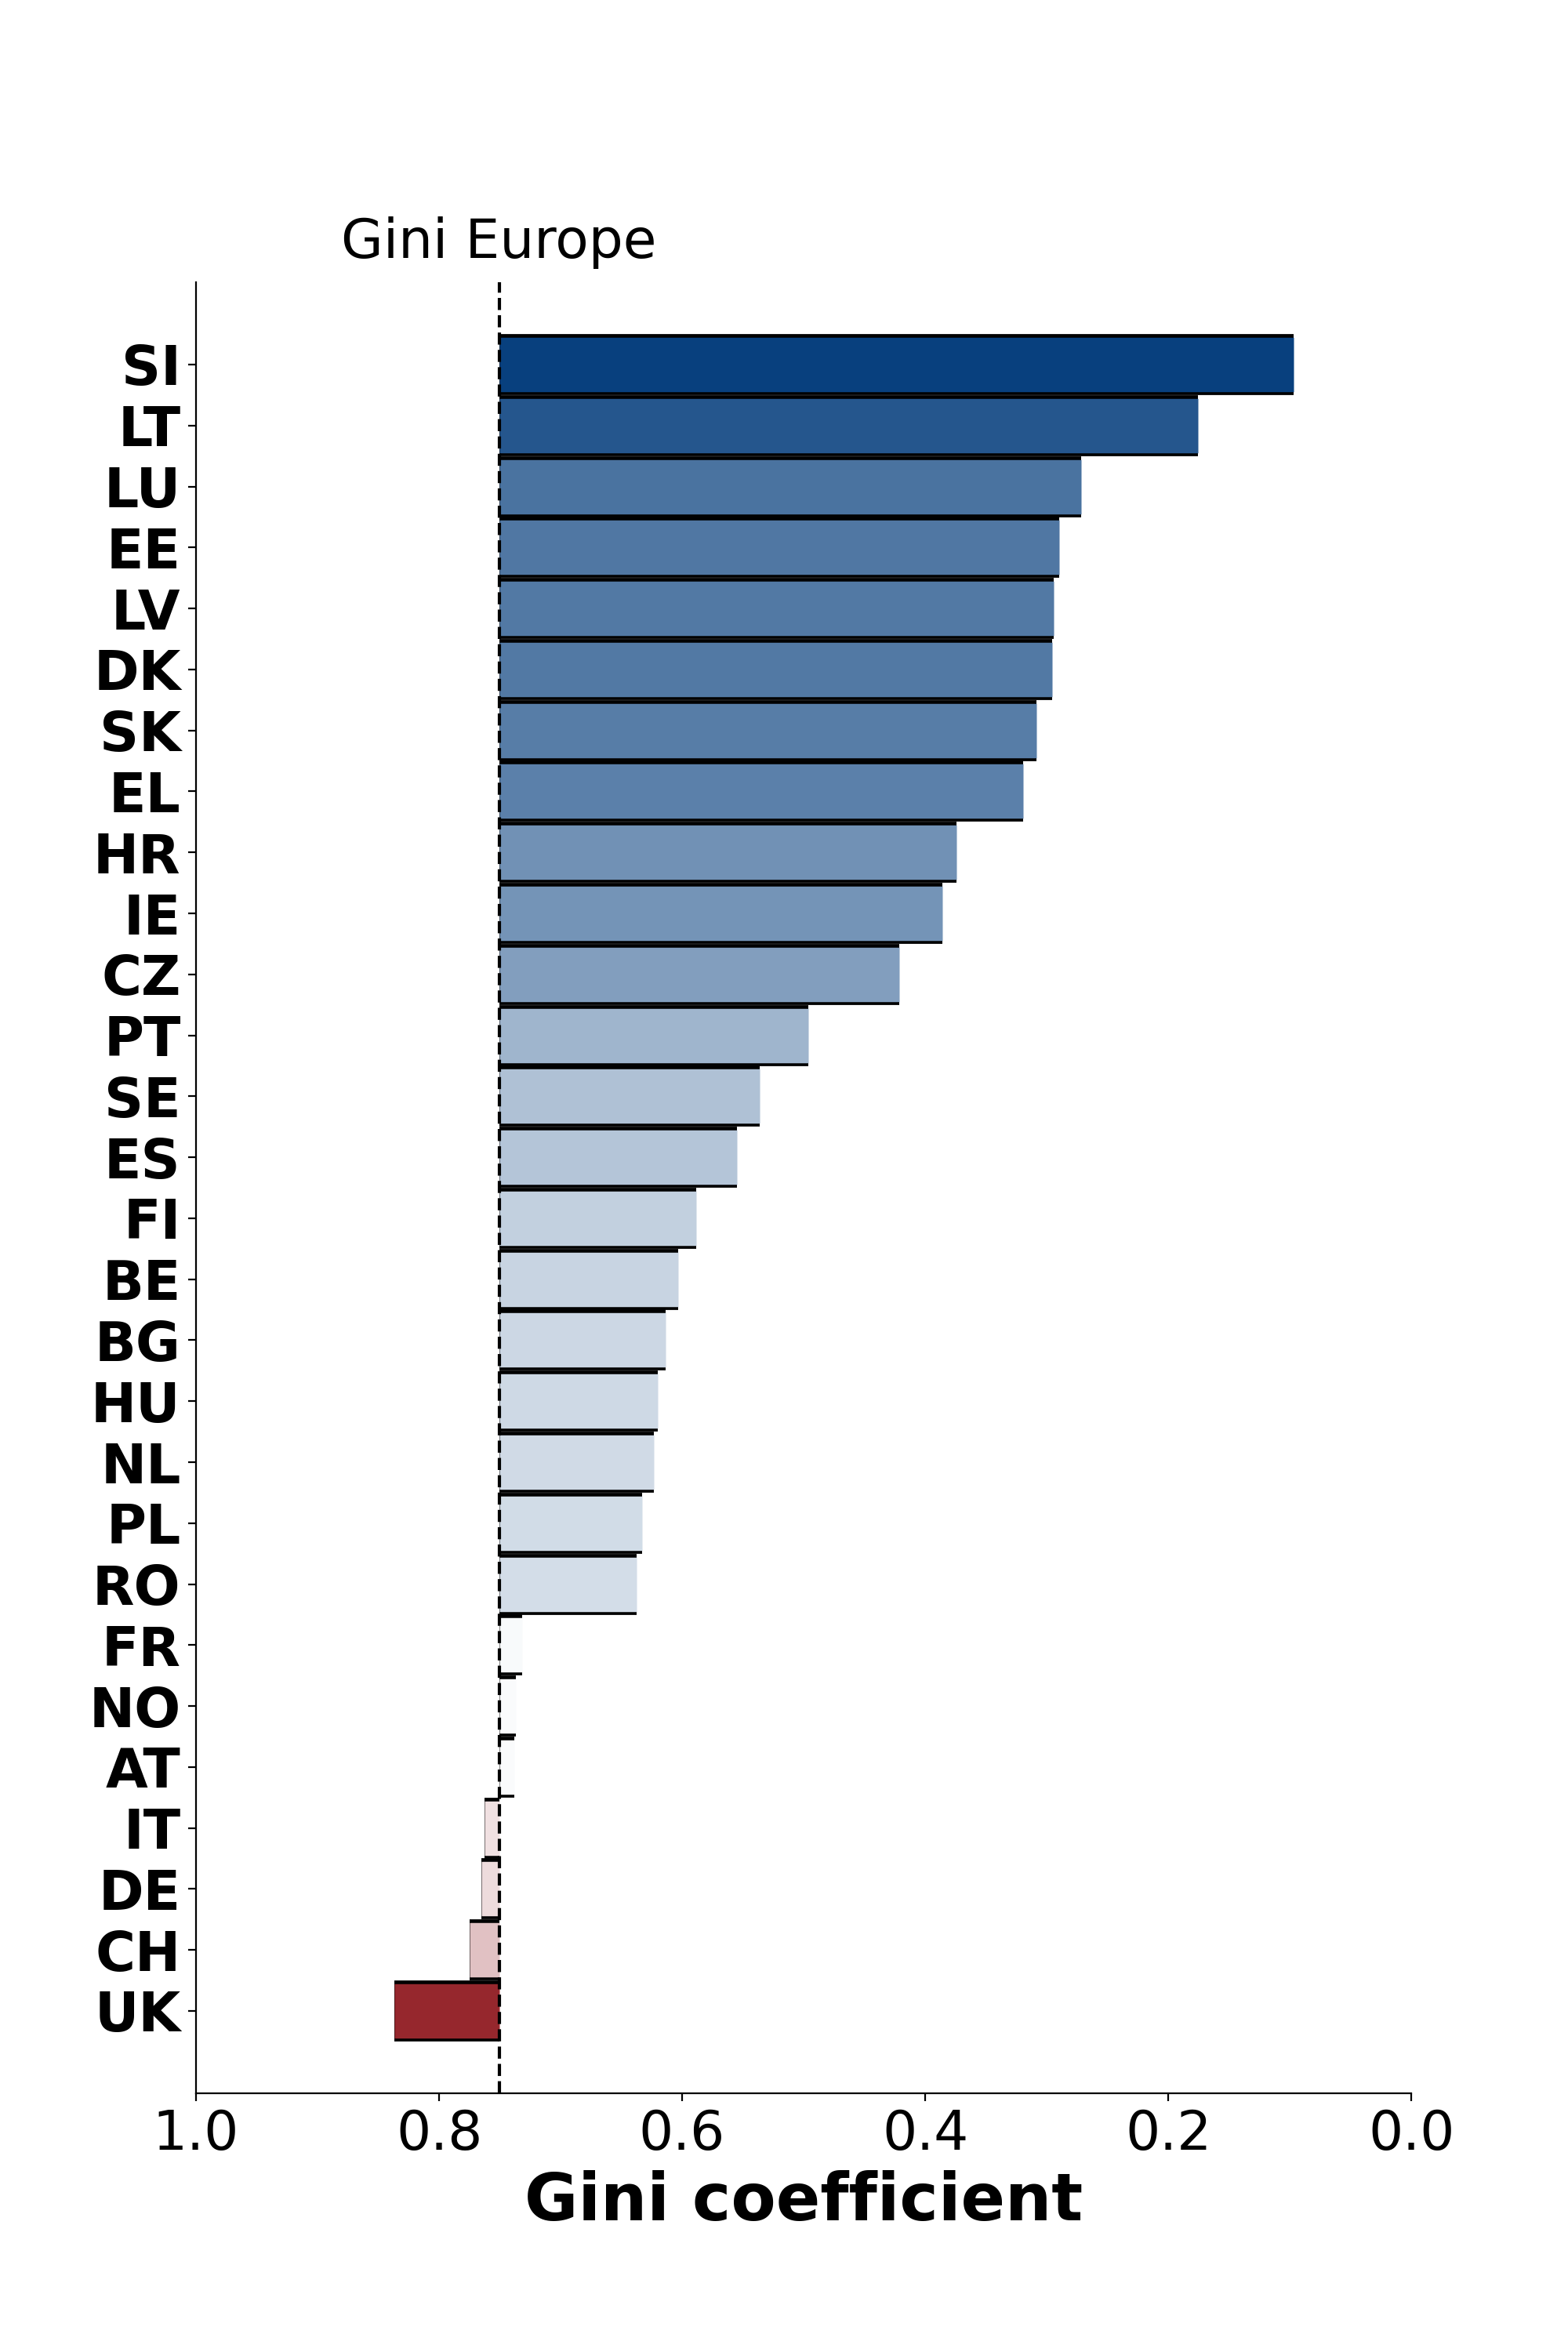 Gini Europe
SI
LT
LU
EE
LV
DK
SK
EL
HR
IE
CZ
PT
SE
ES
FI
BE
BG
HU
NL
PL
RO
FR
NO
AT
IT
DE
CH
UK
1.0 0.8 0.6 0.4 0.2 0.0
Gini coefficient